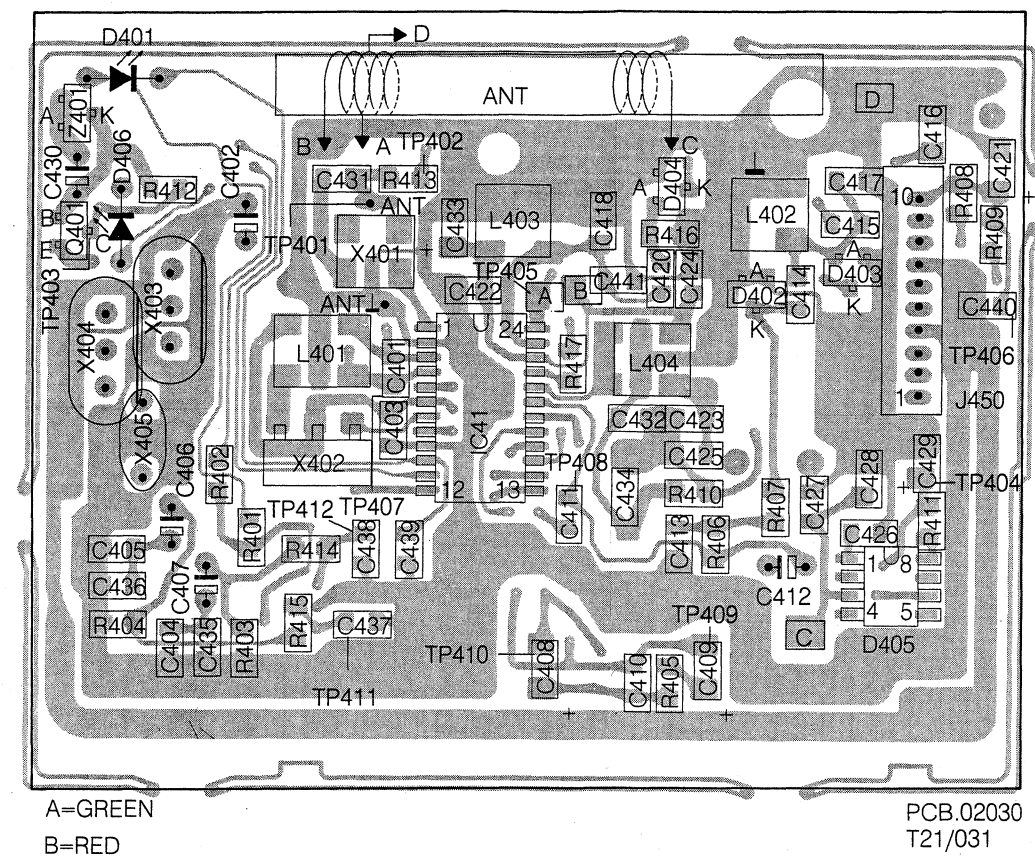 D401
D
ANT
D
A
Z401
K
C416
B
A
TP402
C
C430
D406
C402
C431
R413
R412
A
D404
K
C417
10
R408
C421
B
Q401
C
E
ANT
C433
L403
C418
L402
C415
R409
TP401
X401
R416
A
D403
K
TP403
X403
TP405
C422
A
B
C441
C420
C424
A
D402
K
C414
C440
ANT
X404
L401
C401
1
24
R417
L404
TP406
1
J450
C403
IC41
C432
C423
X405
C406
R402
X402
12
13
TP408
C425
C434
R410
R407
C427
C428
C429
TP404
TP412
TP407
R401
R414
C438
C439
C411
C413
R406
C426
R411
C405
C436
C407
1
8
C412
4
5
R404
C404
C435
R403
R415
C437
TP409
C
D405
TP410
C408
C410
R405
C409
TP411
A=GREEN
B=RED
PCB.02030
T21/031